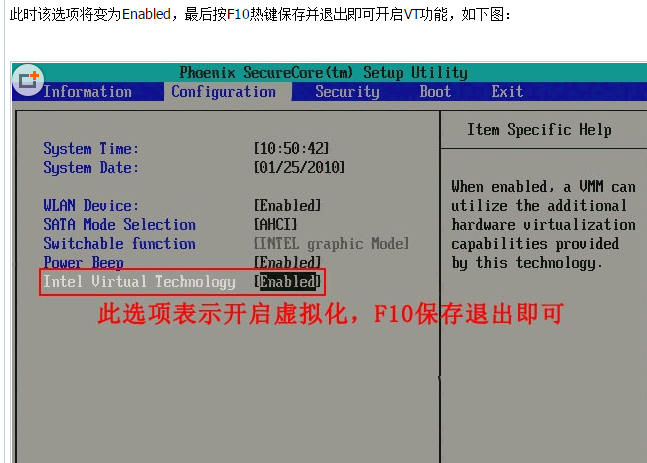 此时该选项将变为Enabled，最后按F10热键保存并退出即可开启VT功能，如下图：
Phoenix SecureCore(tm) Setup Utility
Information Configuration Security Boot Exit
Item Specific Help
System Time: [10:50:42]
System Date: [01/25/2010]
WLAN Device: [Enabled]
SATA Mode Selection [AHCI]
Switchable function [INTEL graphic Mode]
Power Beep [Enabled]
Intel Virtual Technology [Enabled]
When enabled, a VMM can
utilize the additional
hardware virtualization
capabilities provided
by this technology.
此选项表示开启虚拟化，F10保存退出即可